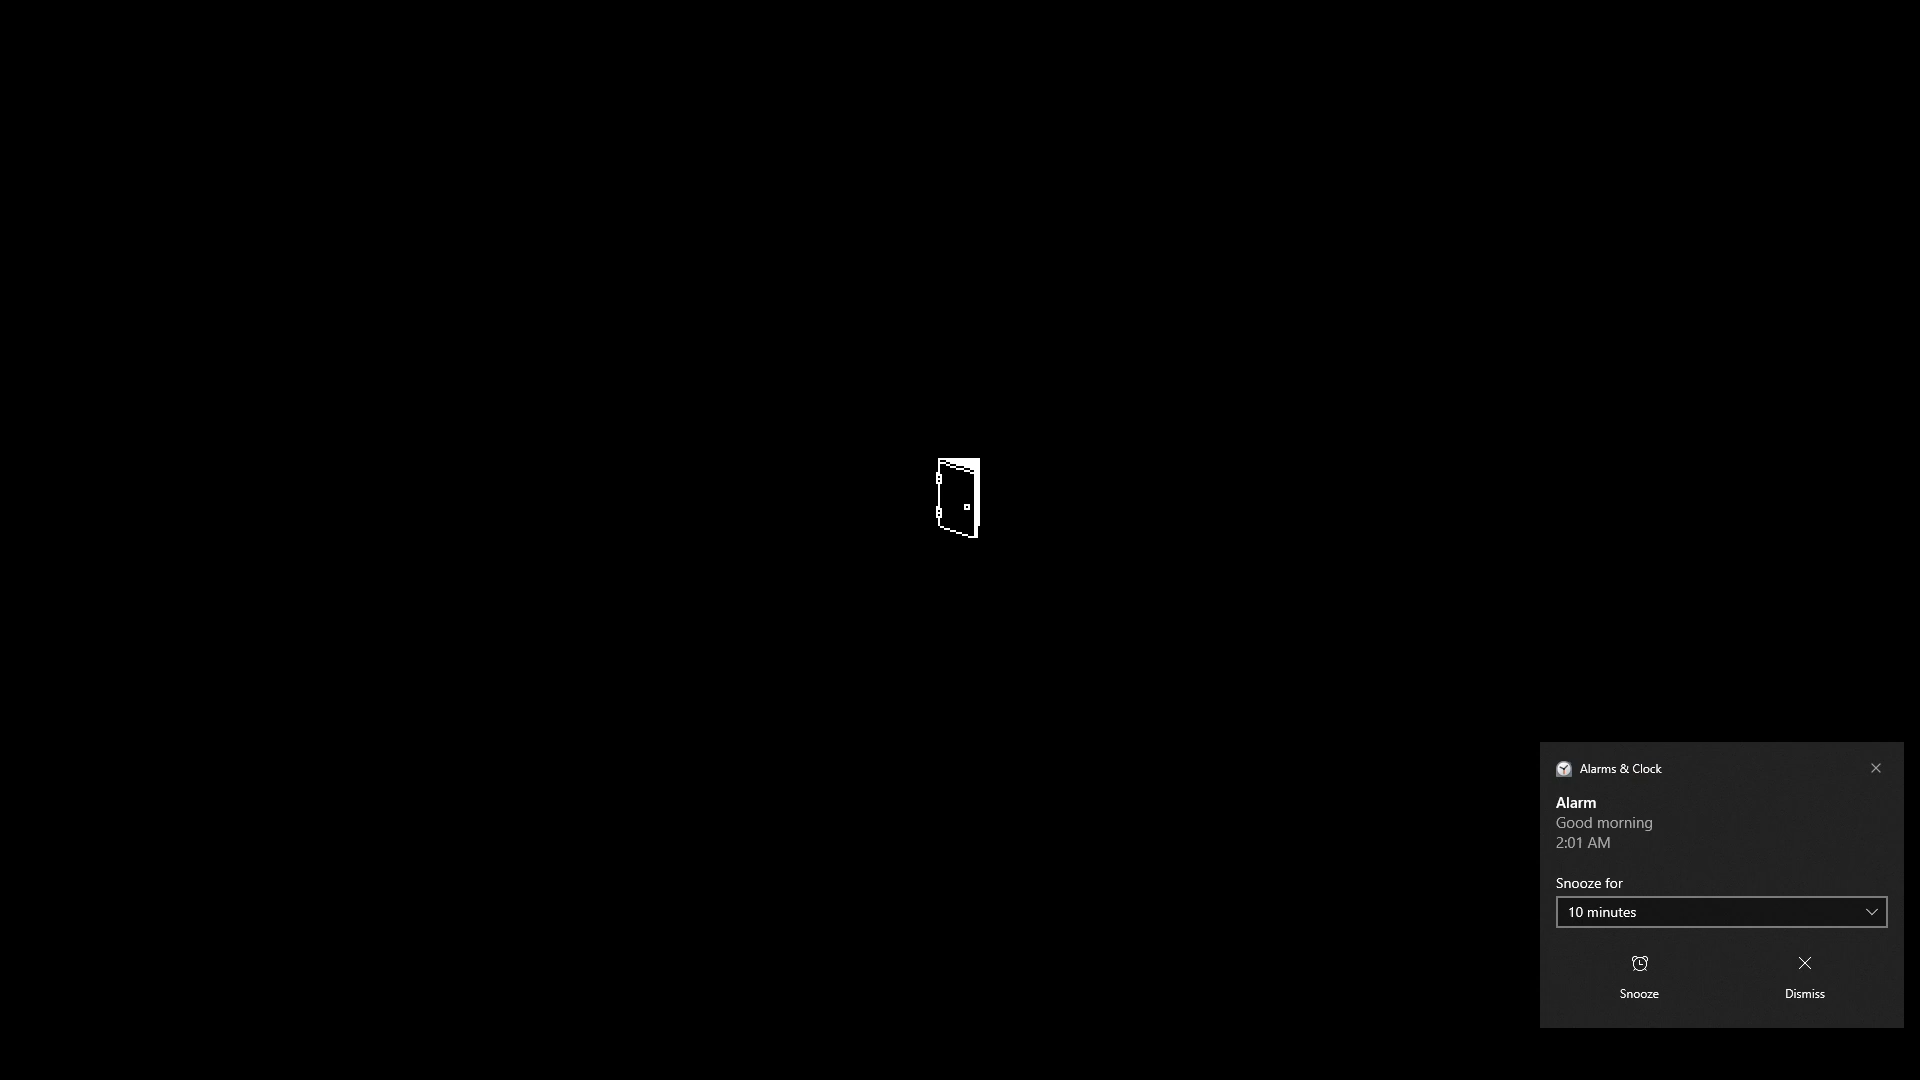 Alarms & Clock
Alarm
Good morning
2:01 AM
Snooze for
10 minutes
Snooze
Dismiss